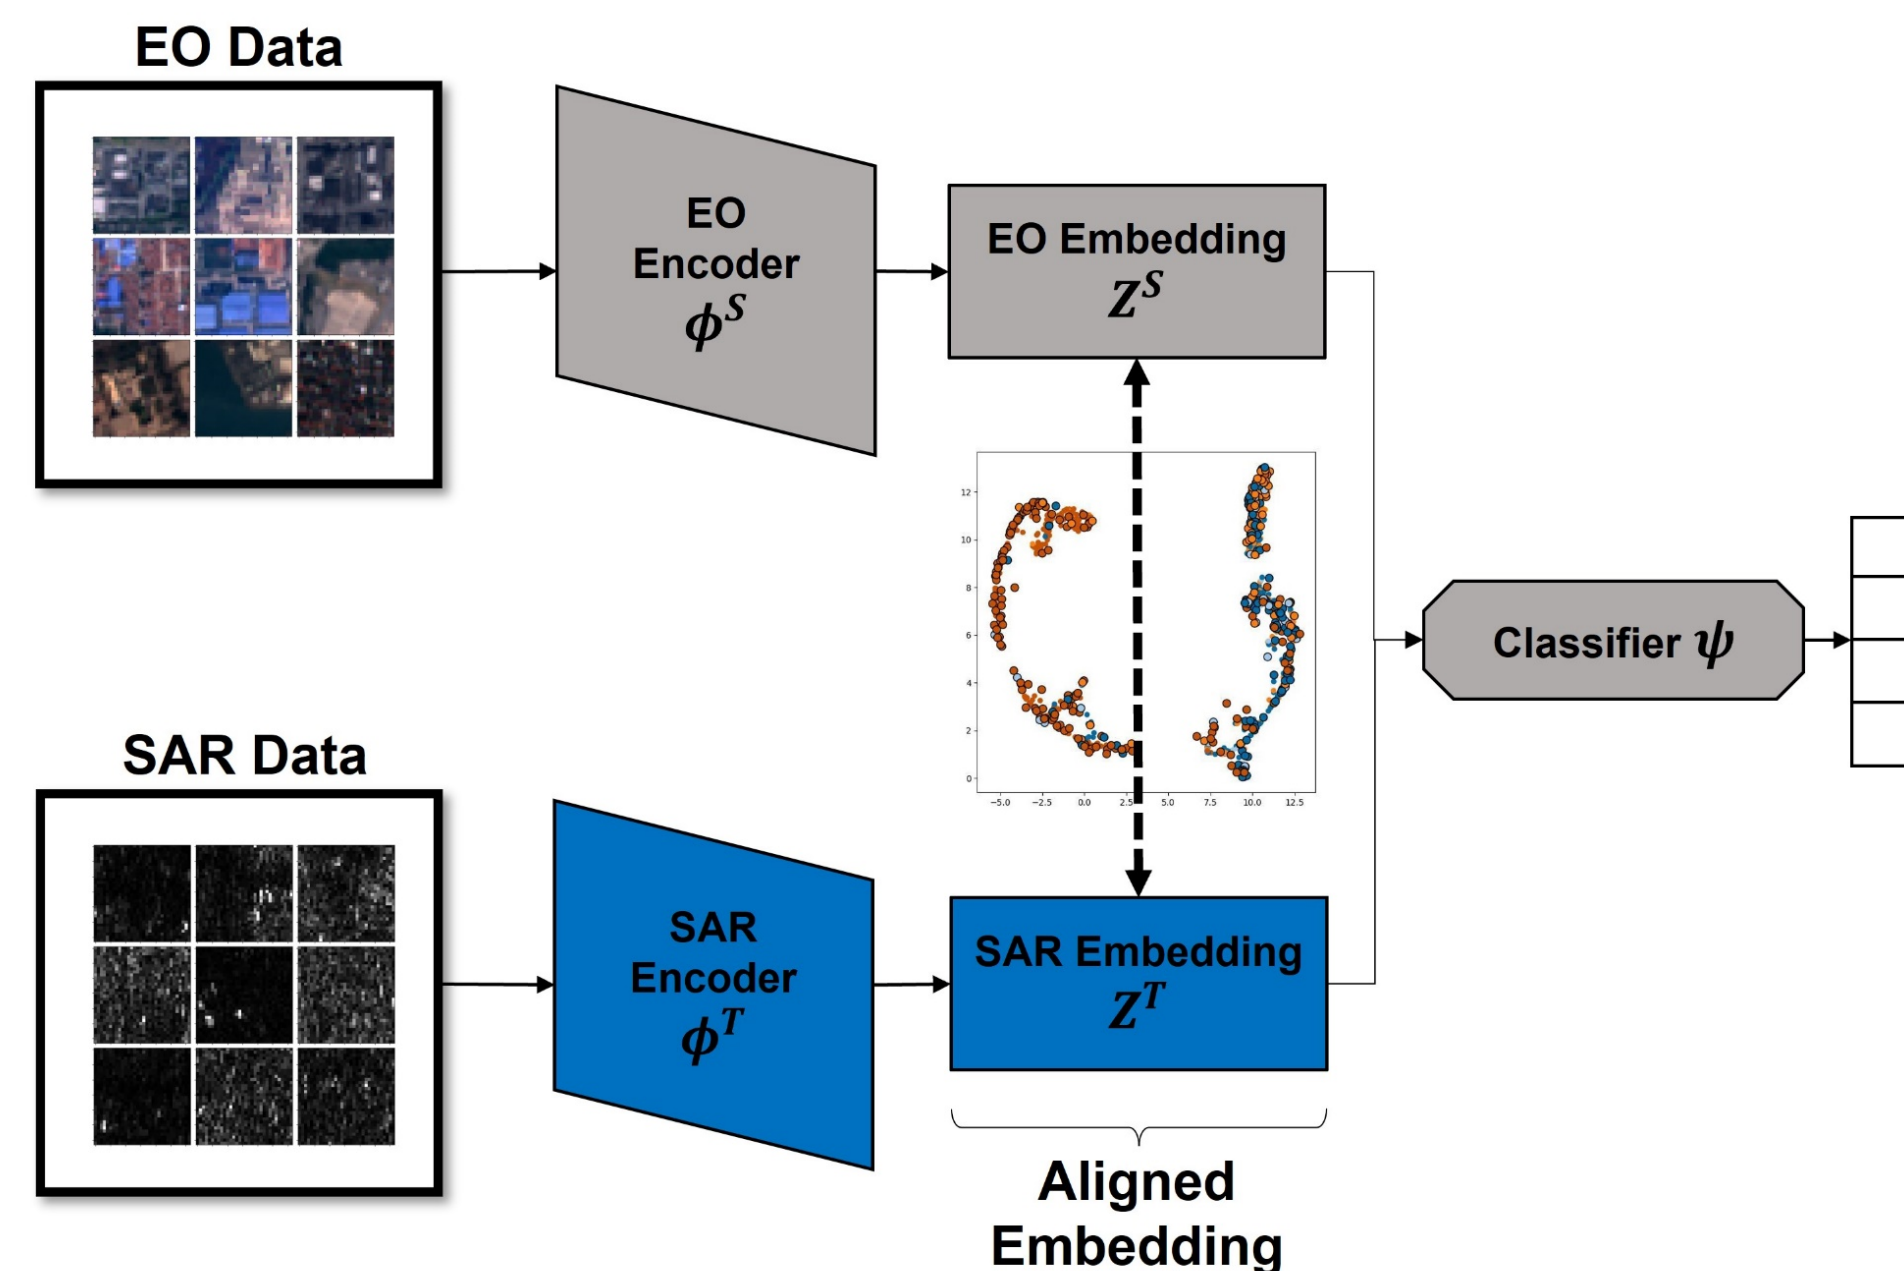 EO Data
EO
Encoder
𝝓^S
EO Embedding
Z^S
12
10
8
6
4
2
0
−5.0 −2.5 0.0 2.5 5.0 7.5 10.0 12.5
Classifier ψ
SAR Data
SAR
Encoder
𝝓^T
SAR Embedding
Z^T
Aligned
Embedding